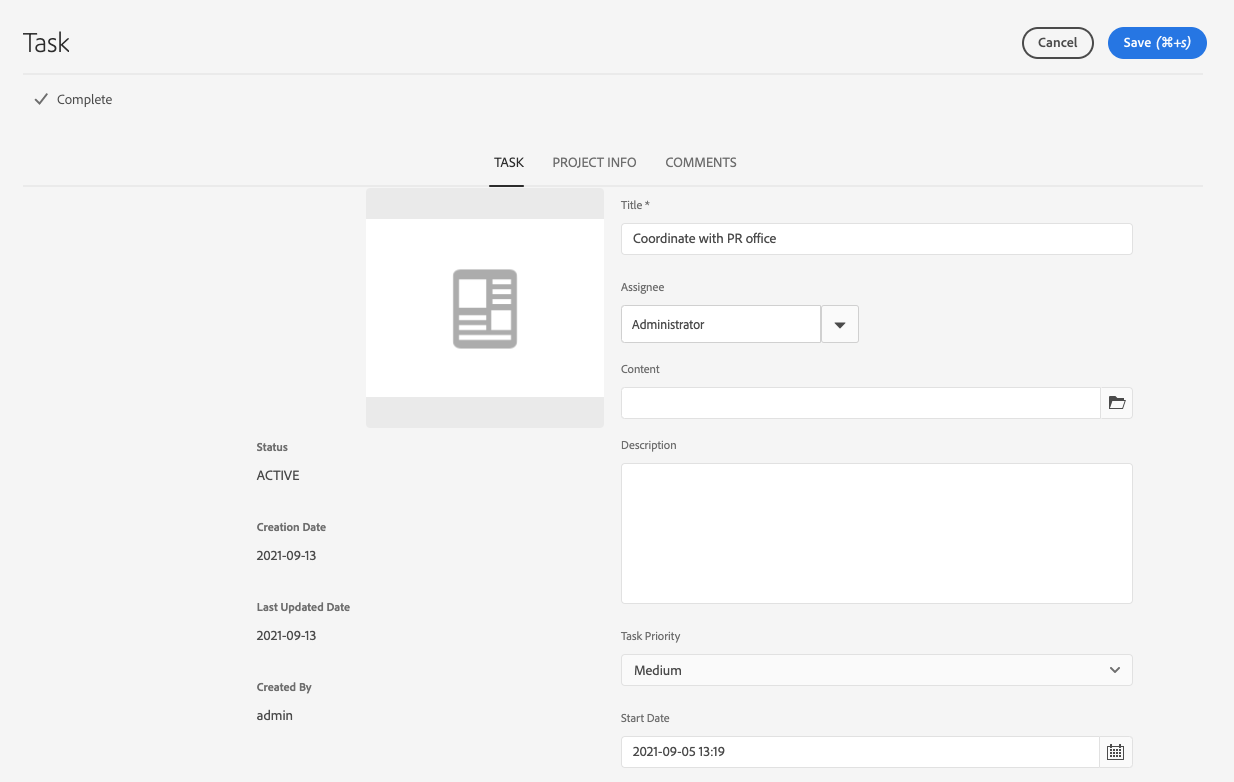 Task
Cancel
Save (⌘+s)
Complete
TASK
PROJECT INFO
COMMENTS
Title *
Coordinate with PR office
Assignee
Administrator
Content
Description
Status
ACTIVE
Creation Date
2021-09-13
Last Updated Date
2021-09-13
Created By
admin
Task Priority
Medium
Start Date
2021-09-05 13:19